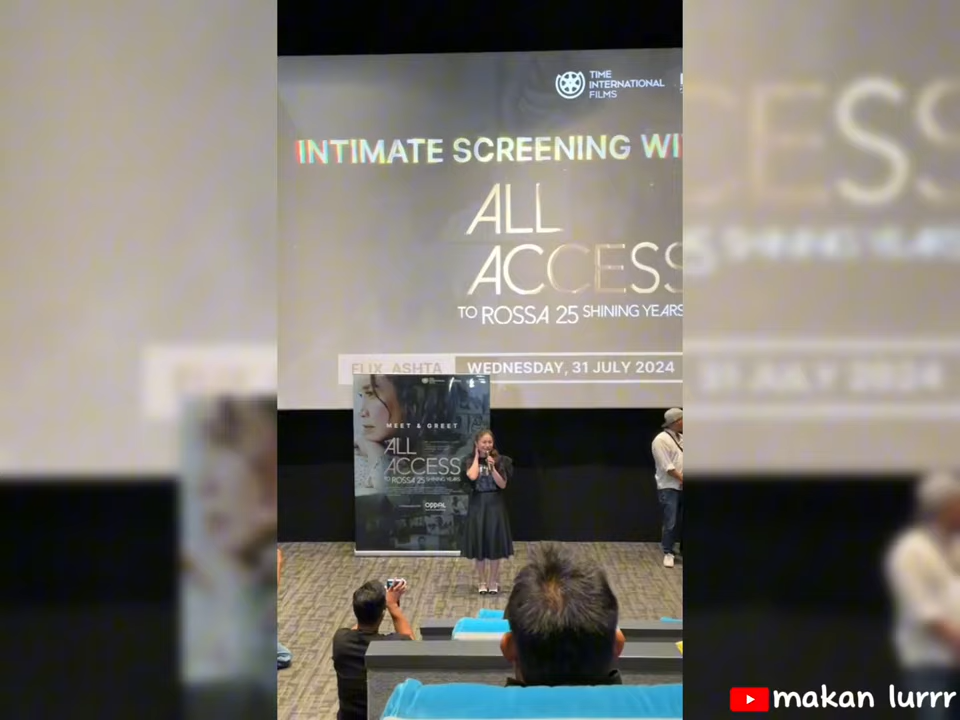 TIME
INTERNATIONAL
FILMS
INTIMATE SCREENING WI
ALL
ACCESS
TO ROSSA 25 SHINING YEARS
FLIX, ASHTA
WEDNESDAY, 31 JULY 2024
MEET & GREET
ALL
ACCESS
TO ROSSA 25 SHINING YEARS
makan lurrr